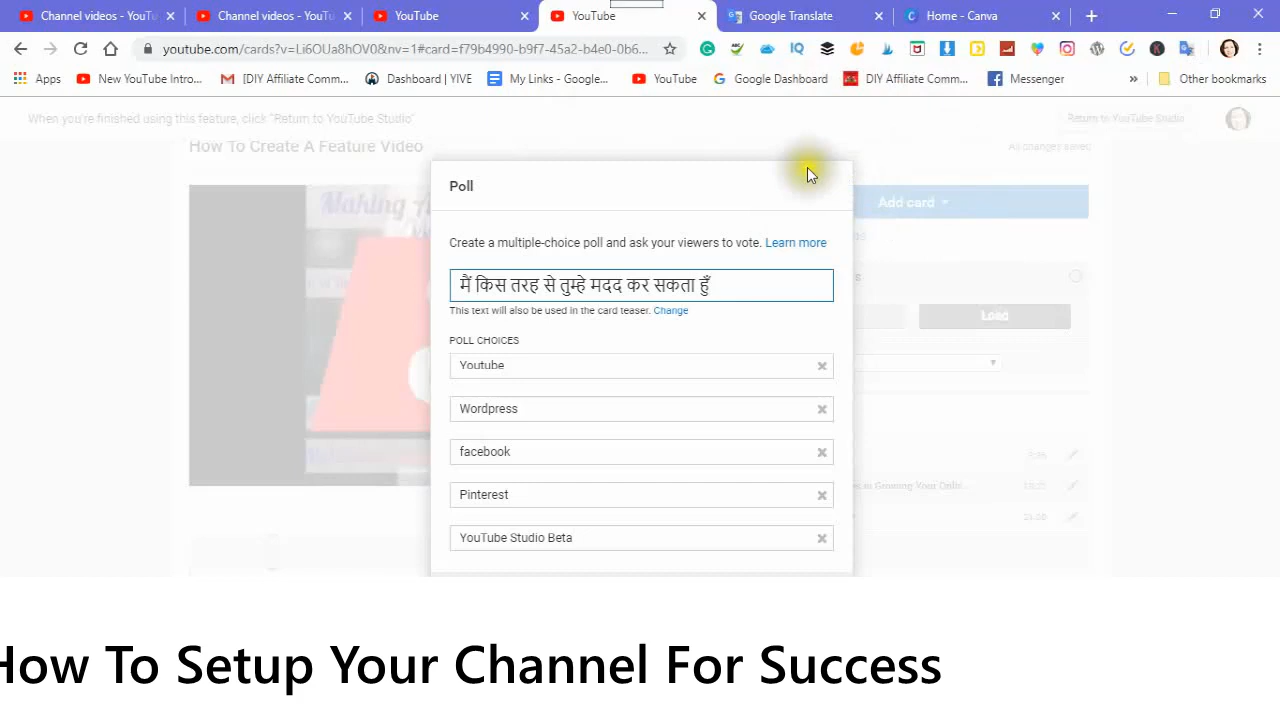 Channel videos - YouTu
Channel videos - YouTu
YouTube
YouTube
Google Translate
Home - Canva
youtube.com/cards?v=Li6OUa8hOV0&nv=1#card=f79b4990-b9f7-45a2-b4e0-0b6...
Apps
New YouTube Intro...
[DIY Affiliate Comm...
Dashboard | YIVE
My Links - Google...
YouTube
Google Dashboard
DIY Affiliate Comm...
Messenger
»
Other bookmarks
When you're finished using this feature, click "Return to YouTube Studio"
Return to YouTube Studio
How To Create A Feature Video
All changes saved
Making A
Add card
Poll
Create a multiple-choice poll and ask your viewers to vote. Learn more
मैं किस तरह से तुम्हे मदद कर सकता हूँ
This text will also be used in the card teaser. Change
Load
POLL CHOICES
Youtube
Wordpress
facebook
Pinterest
YouTube Studio Beta
How To Setup Your Channel For Success